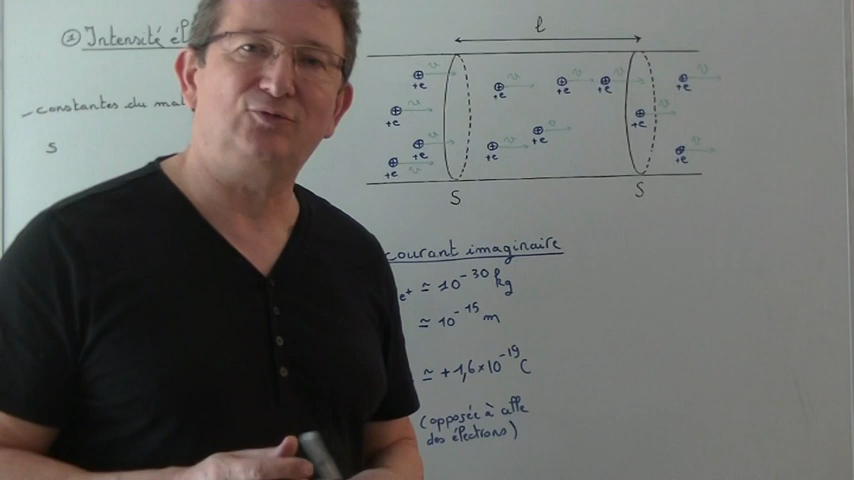 ① Intensité él
- constantes du mat
S
l
v v v v v
+e +e +e +e +e
v v v
+e +e
v v v v
+e +e +e +e
v
S S
courant imaginaire
e+ ≃ 10⁻³⁰ kg
≃ 10⁻¹⁵ m
≃ +1,6×10⁻¹⁹ C
(opposée à celle
des électrons)